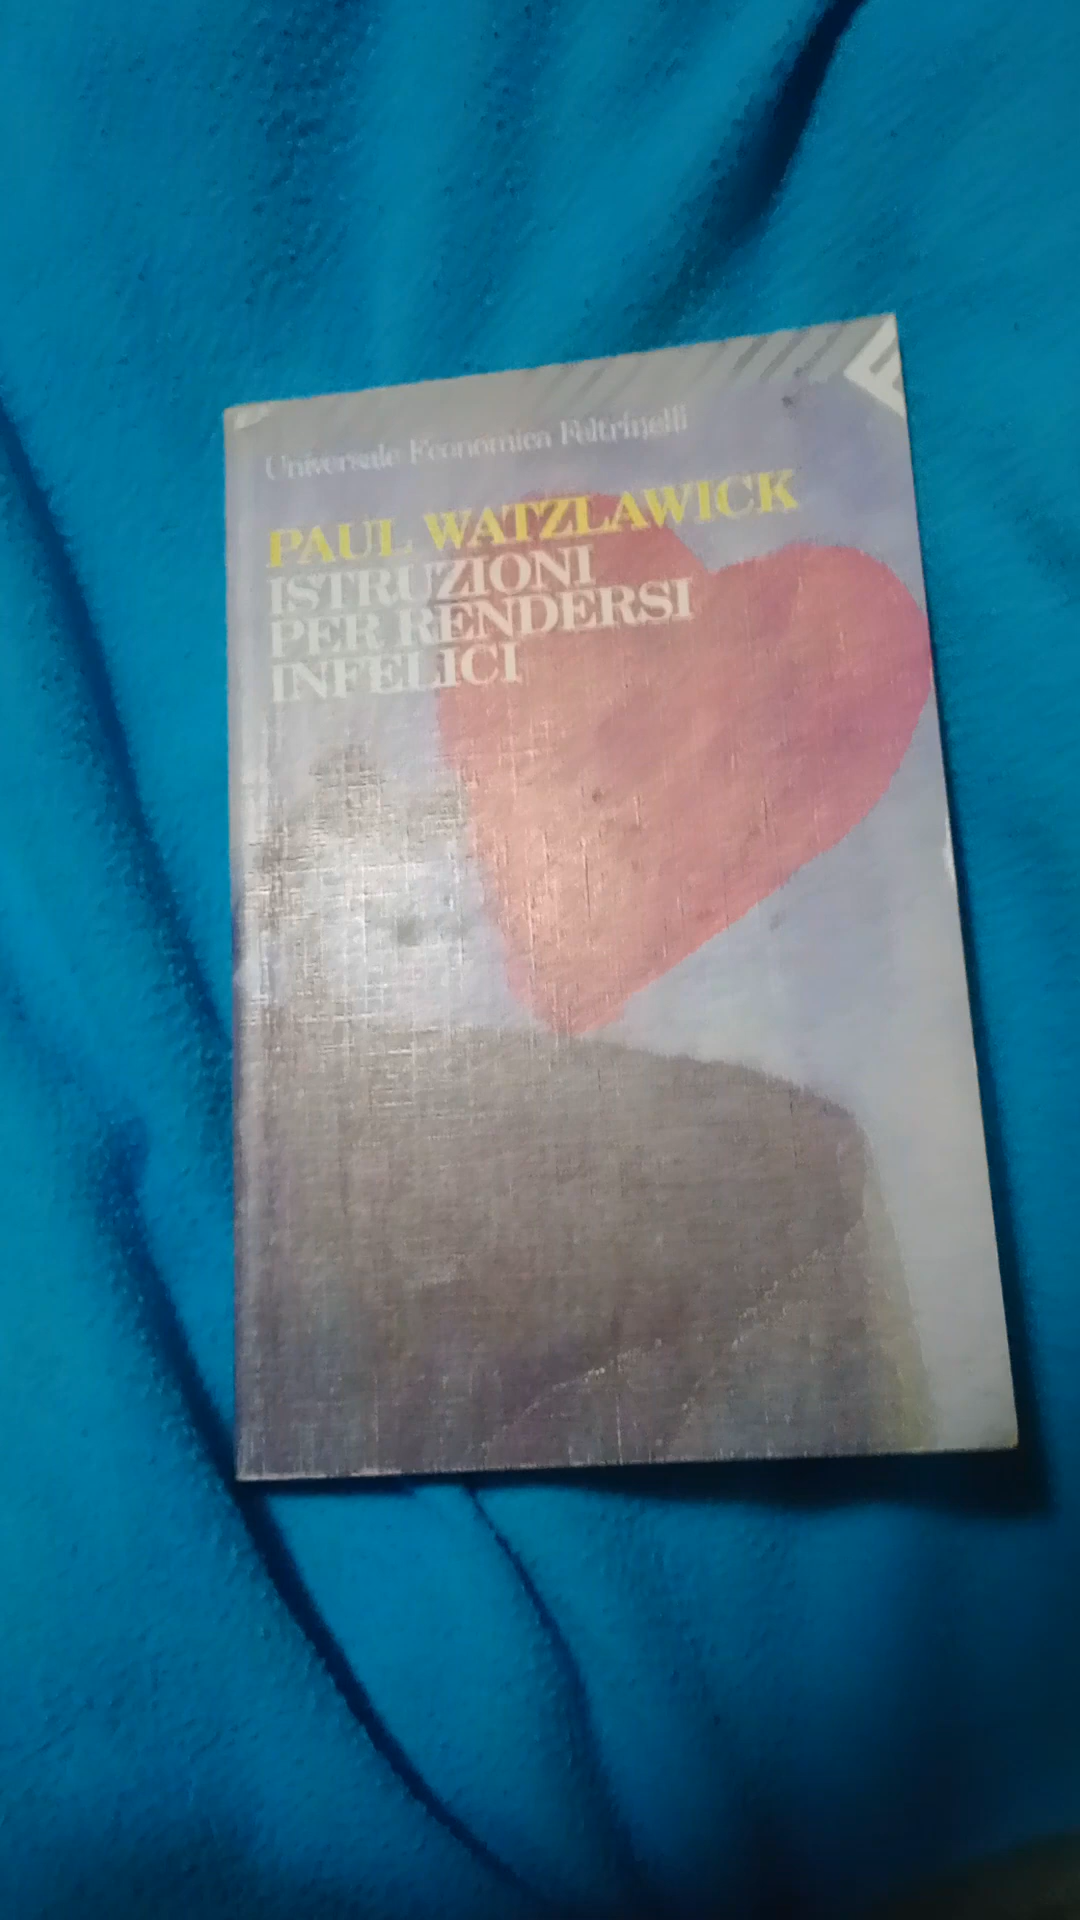 Universale Economica Feltrinelli
PAUL WATZLAWICK
ISTRUZIONI
PER RENDERSI
INFELICI